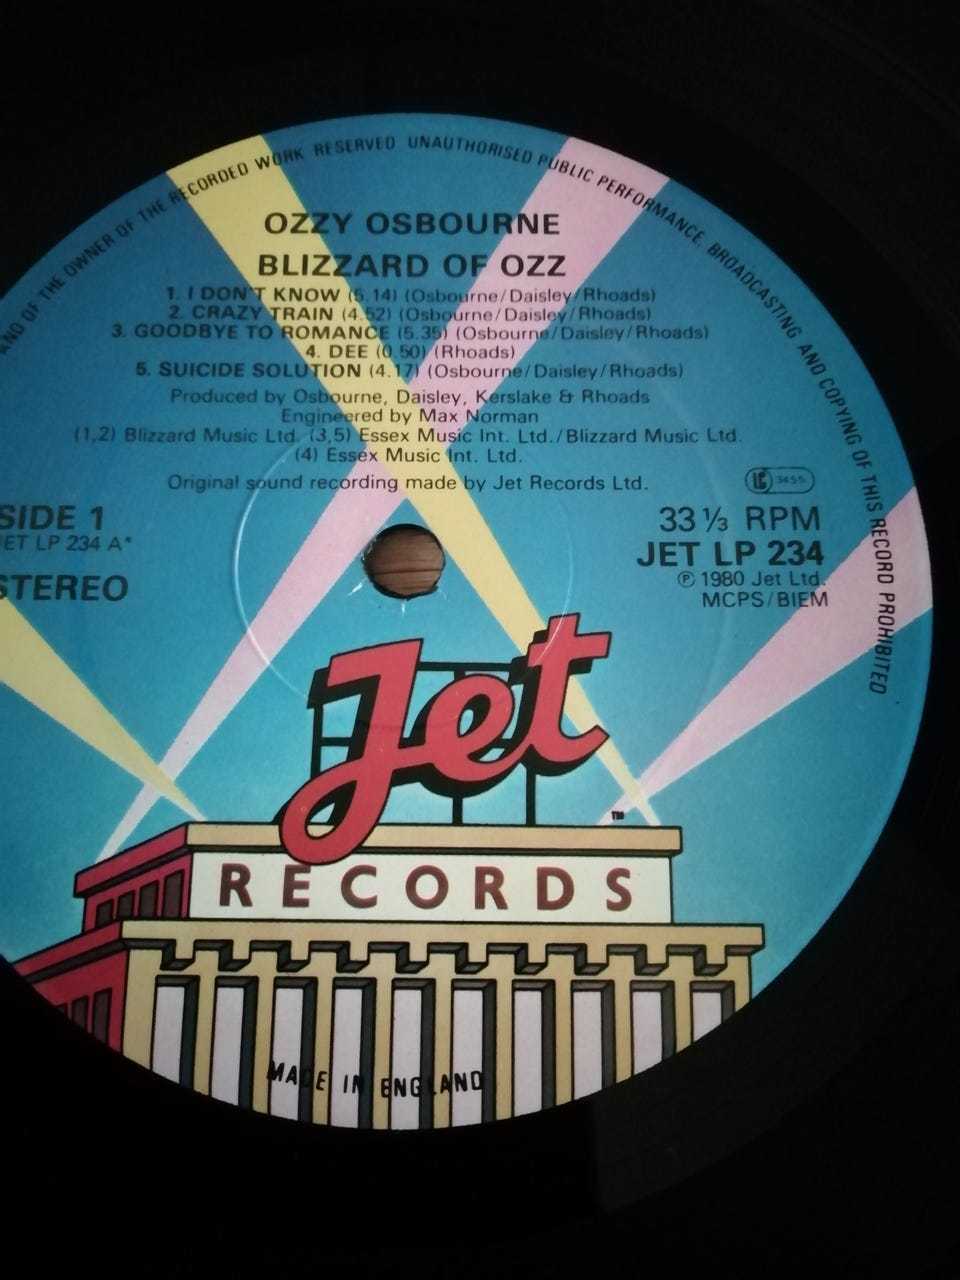 AND OF THE OWNER OF THE RECORDED WORK RESERVED UNAUTHORISED PUBLIC PERFORMANCE BROADCASTING AND COPYING OF THIS RECORD PROHIBITED
OZZY OSBOURNE
BLIZZARD OF OZZ
1. I DON'T KNOW (5.14) (Osbourne/Daisley/Rhoads)
2. CRAZY TRAIN (4.52) (Osbourne/Daisley/Rhoads)
3. GOODBYE TO ROMANCE (5.35) (Osbourne/Daisley/Rhoads)
4. DEE (0.50) (Rhoads)
5. SUICIDE SOLUTION (4.17) (Osbourne/Daisley/Rhoads)
Produced by Osbourne, Daisley, Kerslake & Rhoads
Engineered by Max Norman
(1,2) Blizzard Music Ltd. (3,5) Essex Music Int. Ltd./Blizzard Music Ltd.
(4) Essex Music Int. Ltd.
Original sound recording made by Jet Records Ltd.
LC 3455
SIDE 1
JET LP 234 A*
STEREO
33 ⅓ RPM
JET LP 234
℗ 1980 Jet Ltd.
MCPS/BIEM
Jet
TM
RECORDS
MADE IN ENGLAND